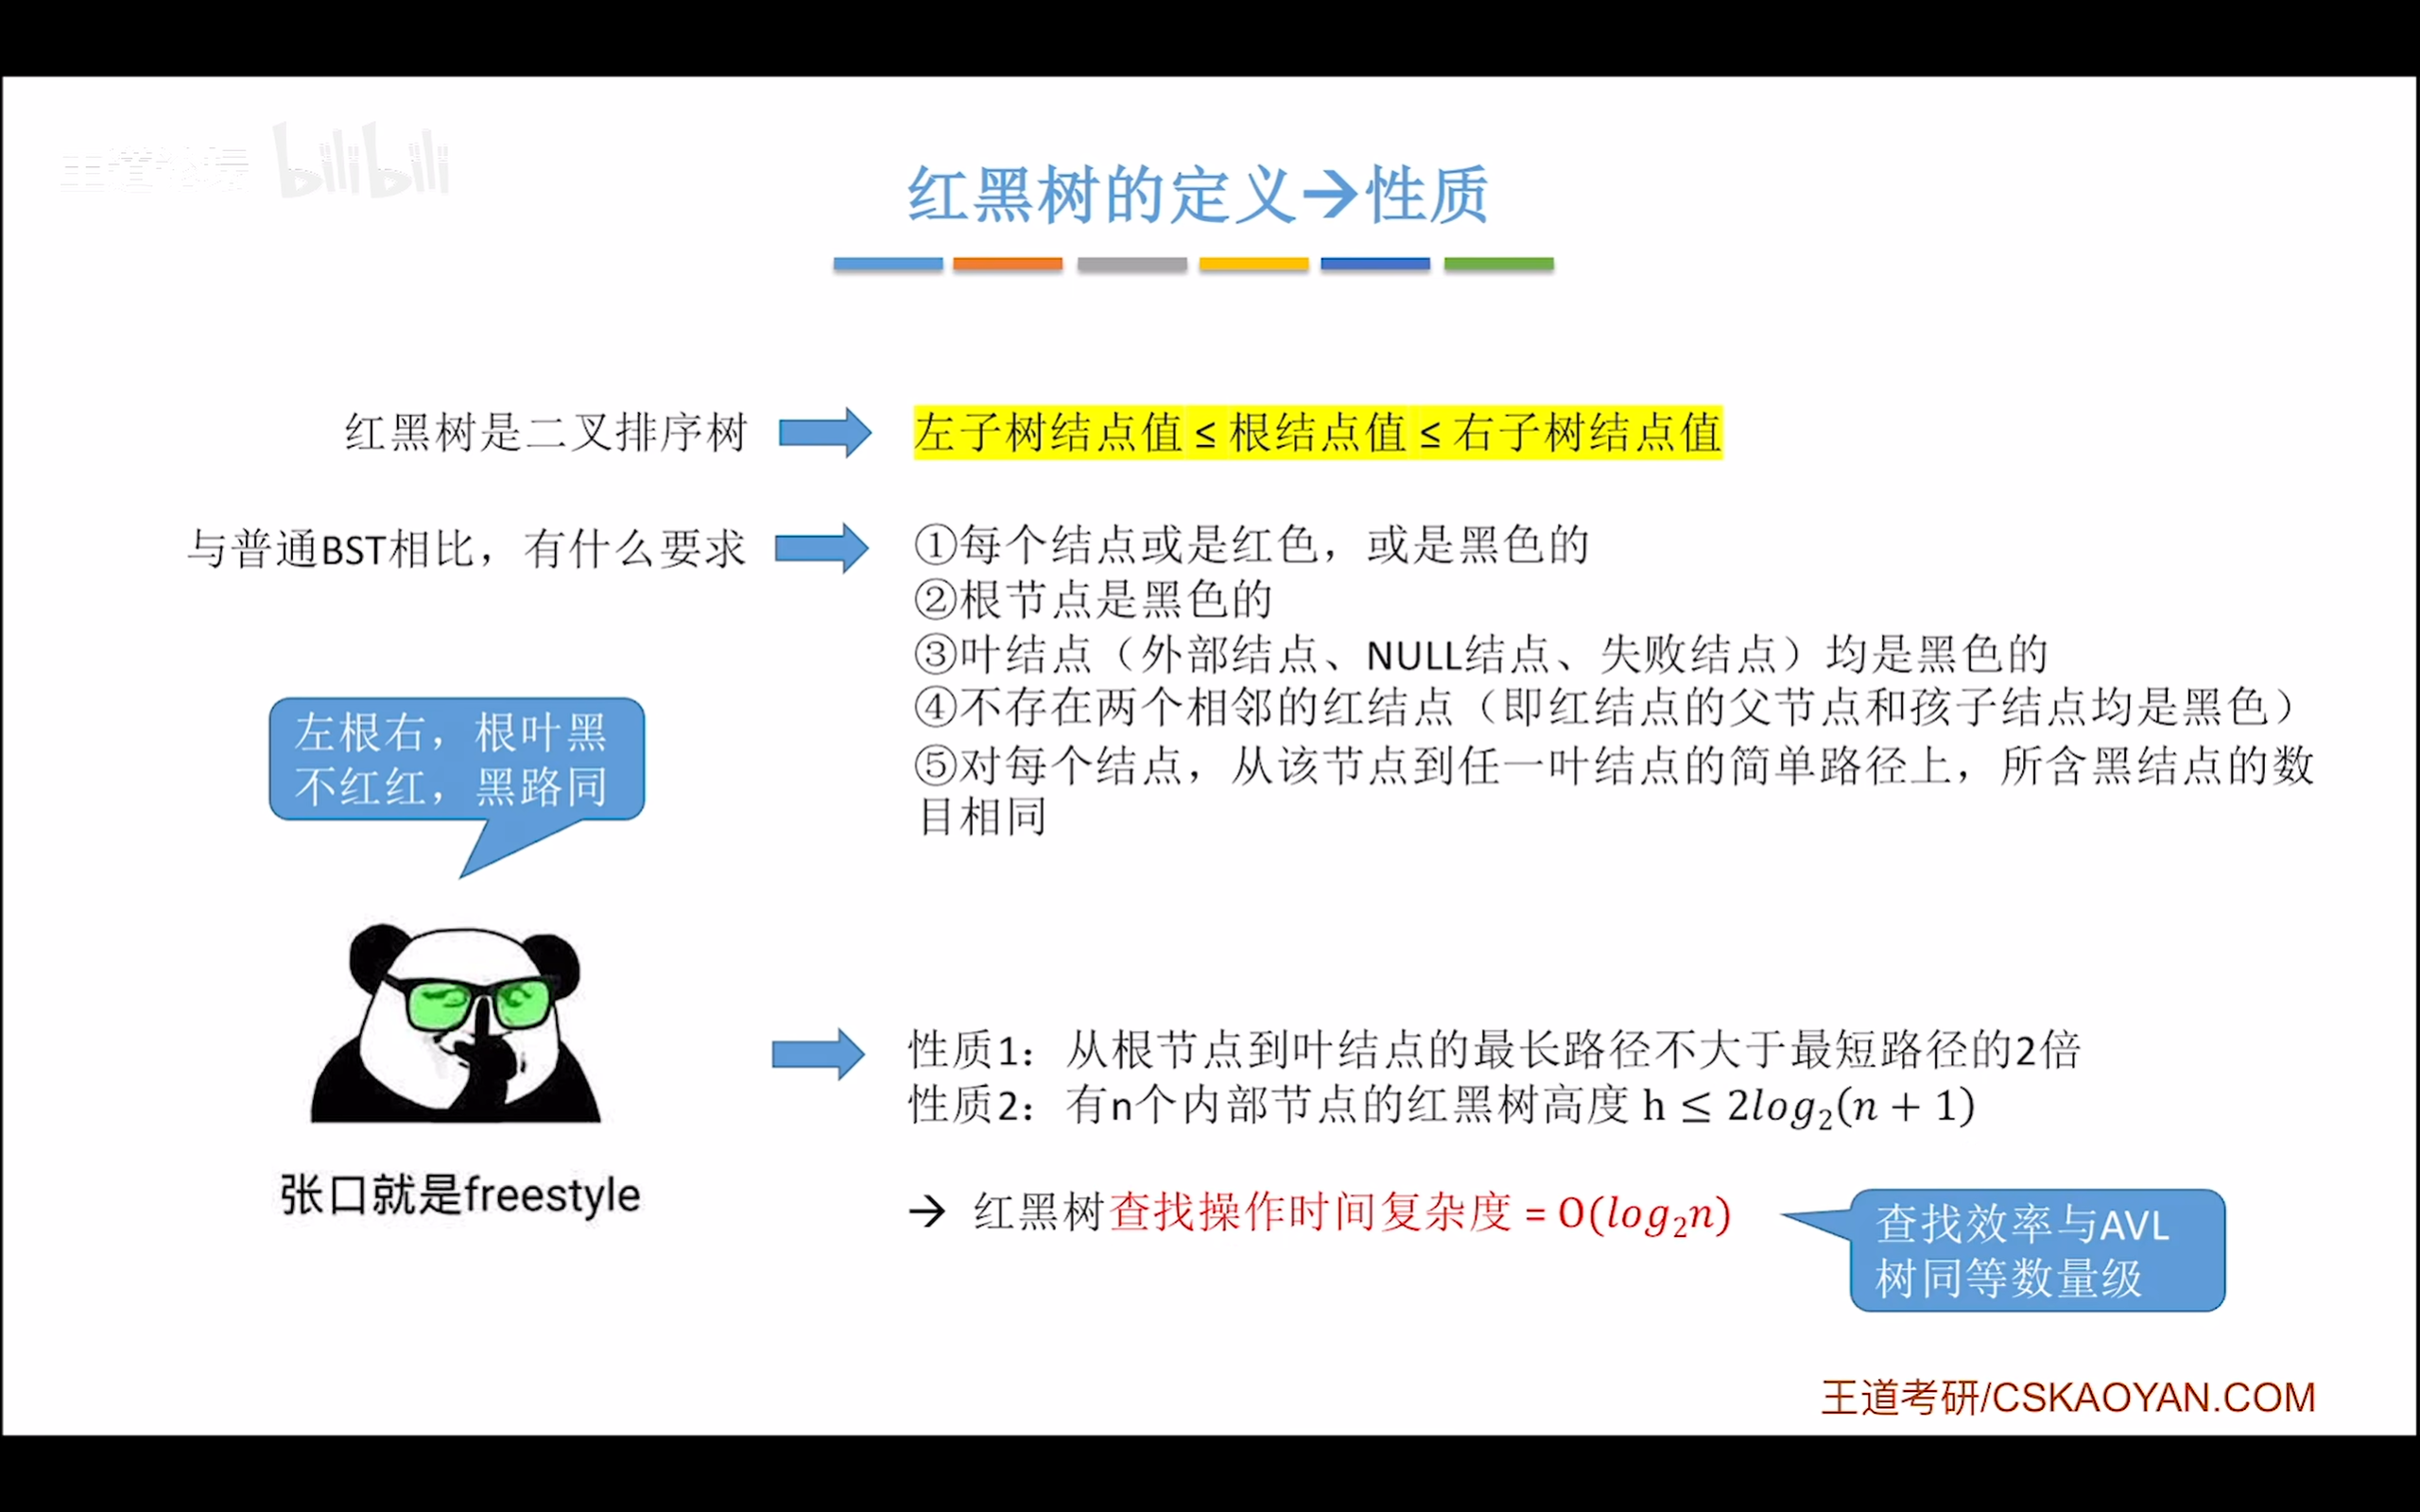 bilibili
红黑树的定义→性质
红黑树是二叉排序树
左子树结点值 ≤ 根结点值 ≤ 右子树结点值
与普通BST相比，有什么要求
①每个结点或是红色，或是黑色的
②根节点是黑色的
③叶结点（外部结点、NULL结点、失败结点）均是黑色的
④不存在两个相邻的红结点（即红结点的父节点和孩子结点均是黑色）
⑤对每个结点，从该节点到任一叶结点的简单路径上，所含黑结点的数
目相同
左根右，根叶黑
不红红，黑路同
张口就是freestyle
性质1：从根节点到叶结点的最长路径不大于最短路径的2倍
性质2：有n个内部节点的红黑树高度 h ≤ 2log₂(n + 1)
→ 红黑树查找操作时间复杂度 = O(log₂n)
查找效率与AVL
树同等数量级
王道考研/CSKAOYAN.COM